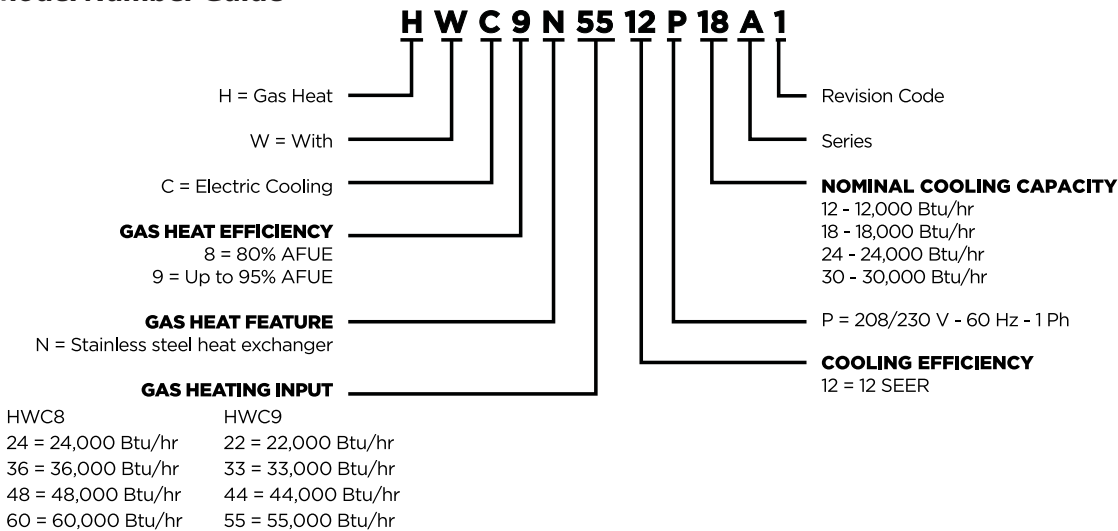 Model Number Guide
H W C 9 N 55 12 P 18 A 1
H = Gas Heat
W = With
C = Electric Cooling
GAS HEAT EFFICIENCY
8 = 80% AFUE
9 = Up to 95% AFUE
GAS HEAT FEATURE
N = Stainless steel heat exchanger
GAS HEATING INPUT
HWC8 HWC9
24 = 24,000 Btu/hr 22 = 22,000 Btu/hr
36 = 36,000 Btu/hr 33 = 33,000 Btu/hr
48 = 48,000 Btu/hr 44 = 44,000 Btu/hr
60 = 60,000 Btu/hr 55 = 55,000 Btu/hr
Revision Code
Series
NOMINAL COOLING CAPACITY
12 - 12,000 Btu/hr
18 - 18,000 Btu/hr
24 - 24,000 Btu/hr
30 - 30,000 Btu/hr
P = 208/230 V - 60 Hz - 1 Ph
COOLING EFFICIENCY
12 = 12 SEER